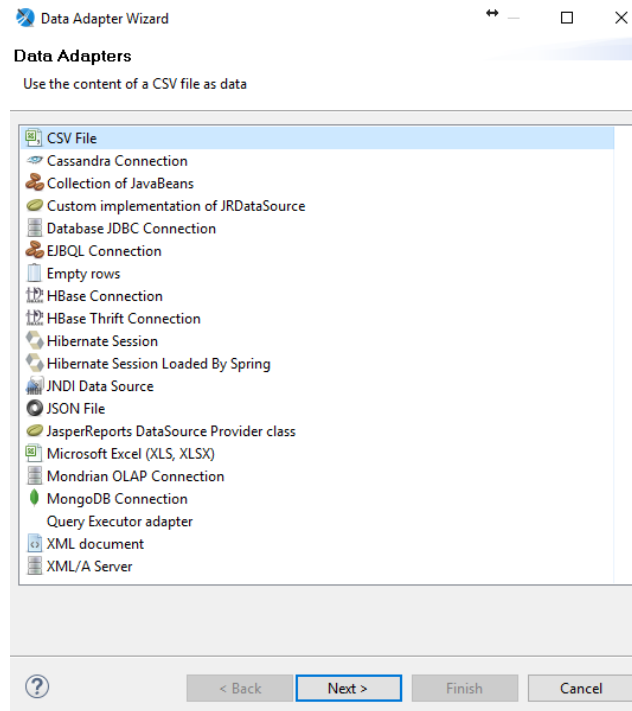 Data Adapter Wizard
Data Adapters
Use the content of a CSV file as data
CSV File
Cassandra Connection
Collection of JavaBeans
Custom implementation of JRDataSource
Database JDBC Connection
EJBQL Connection
Empty rows
HBase Connection
HBase Thrift Connection
Hibernate Session
Hibernate Session Loaded By Spring
JNDI Data Source
JSON File
JasperReports DataSource Provider class
Microsoft Excel (XLS, XLSX)
Mondrian OLAP Connection
MongoDB Connection
Query Executor adapter
XML document
XML/A Server
? < Back Next > Finish Cancel